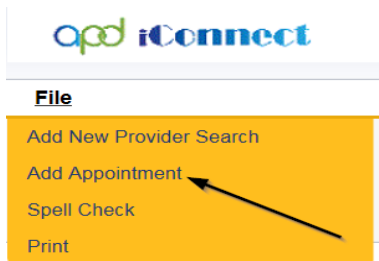 apd iConnect
File
Add New Provider Search
Add Appointment
Spell Check
Print